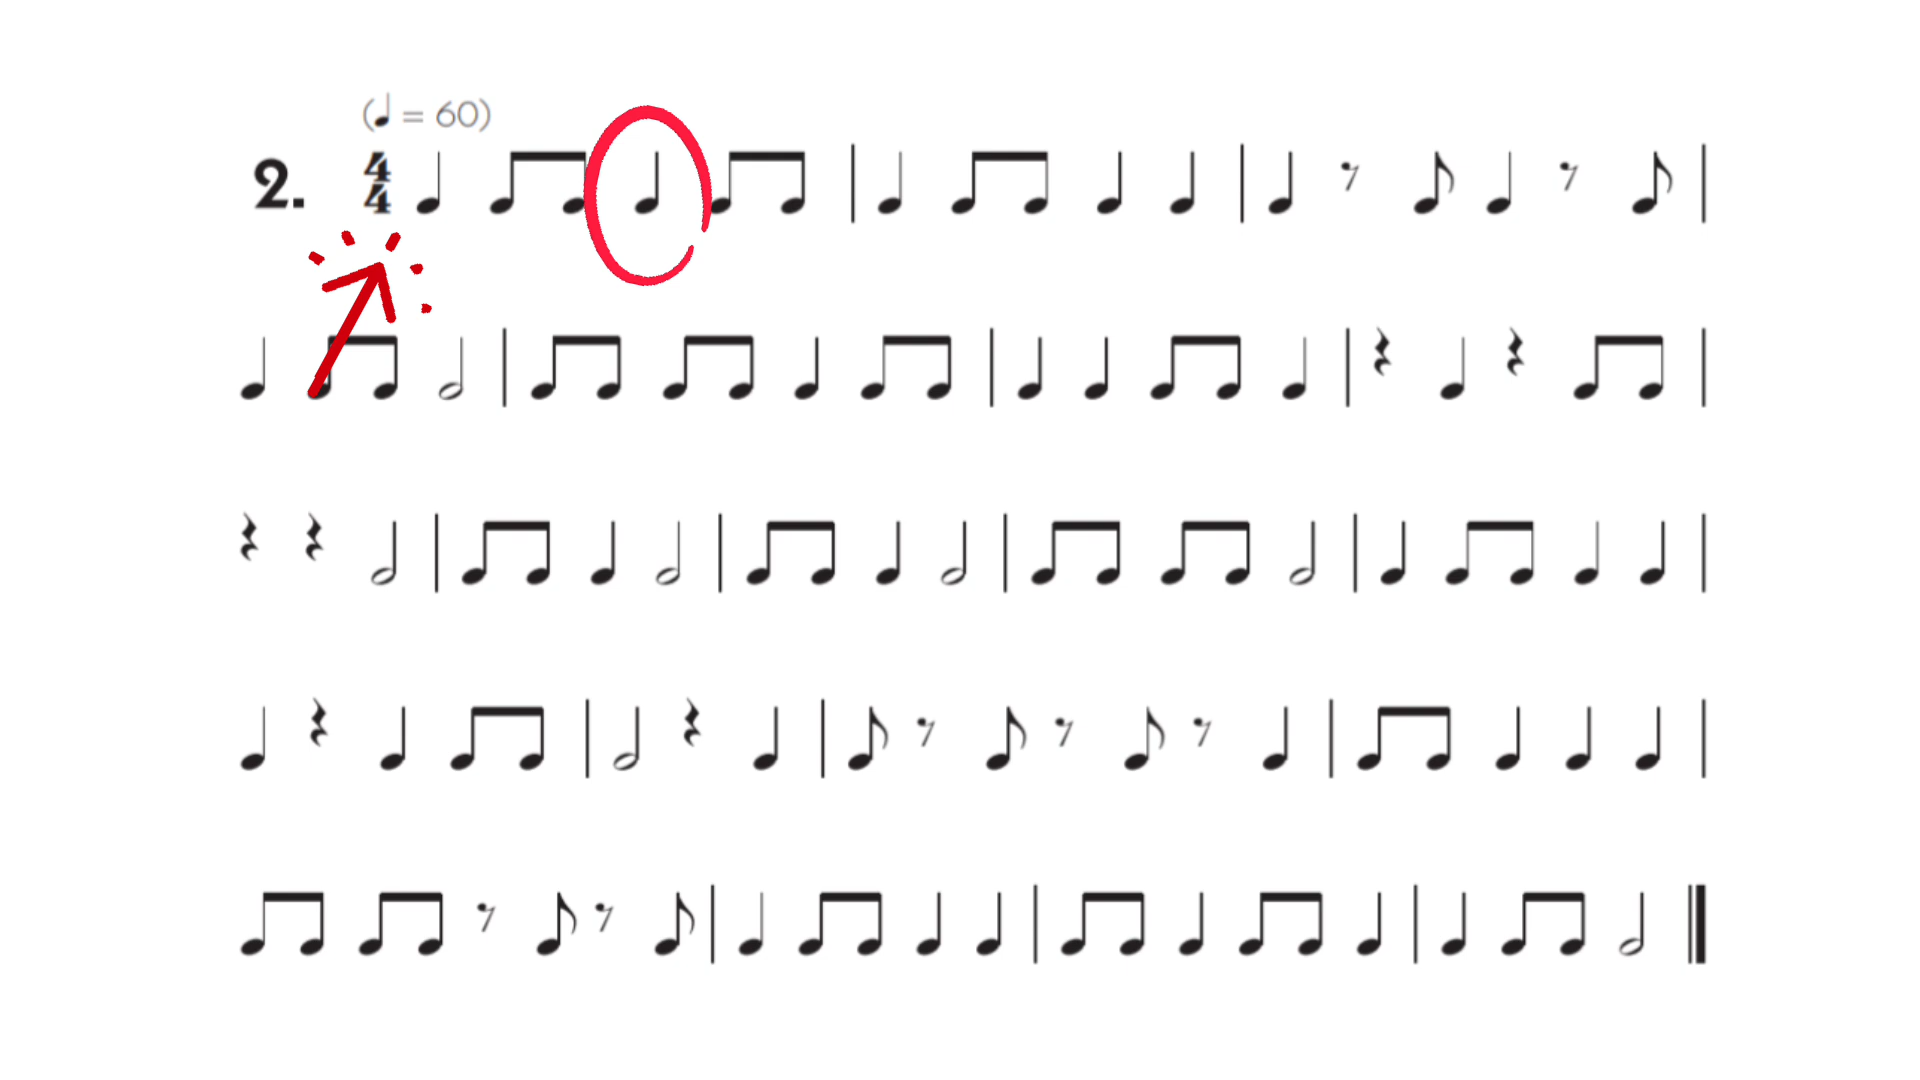 (♩ = 60)
2. 4
4